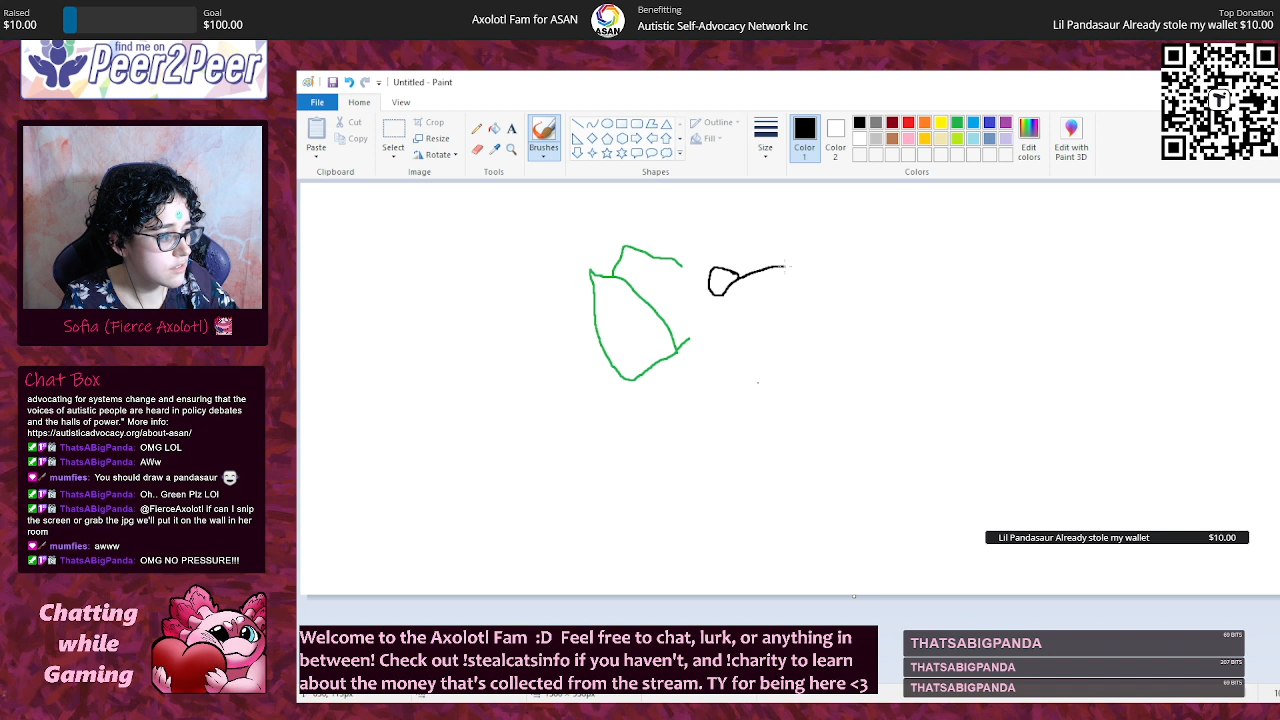 Raised
$10.00
Goal
$100.00
Axolotl Fam for ASAN
ASAN
Benefitting
Autistic Self-Advocacy Network Inc
Top Donation
Lil Pandasaur Already stole my wallet $10.00
find me on
Peer2Peer
Untitled - Paint
File
Home
View
Paste
Cut
Copy
Clipboard
Select
Crop
Resize
Rotate
Image
A
Tools
Brushes
Outline
Fill
Shapes
Size
Color
1
Color
2
Edit
colors
Colors
Edit with
Paint 3D
T
Sofia (Fierce Axolotl)
Chat Box
advocating for systems change and ensuring that the
voices of autistic people are heard in policy debates
and the halls of power." More info:
https://autisticadvocacy.org/about-asan/
ThatsABigPanda: OMG LOL
ThatsABigPanda: AWw
mumfies: You should draw a pandasaur
ThatsABigPanda: Oh.. Green Plz LOl
ThatsABigPanda: @FierceAxolotl If can I snip
the screen or grab the jpg we'll put it on the wall in her
room
mumfies: awww
ThatsABigPanda: OMG NO PRESSURE!!!
Lil Pandasaur Already stole my wallet $10.00
Chatting
while
Gaming
Welcome to the Axolotl Fam :D Feel free to chat, lurk, or anything in
between! Check out !stealcatsinfo if you haven't, and !charity to learn
about the money that's collected from the stream. TY for being here <3
THATSABIGPANDA 69 BITS
THATSABIGPANDA 207 BITS
THATSABIGPANDA 69 BITS